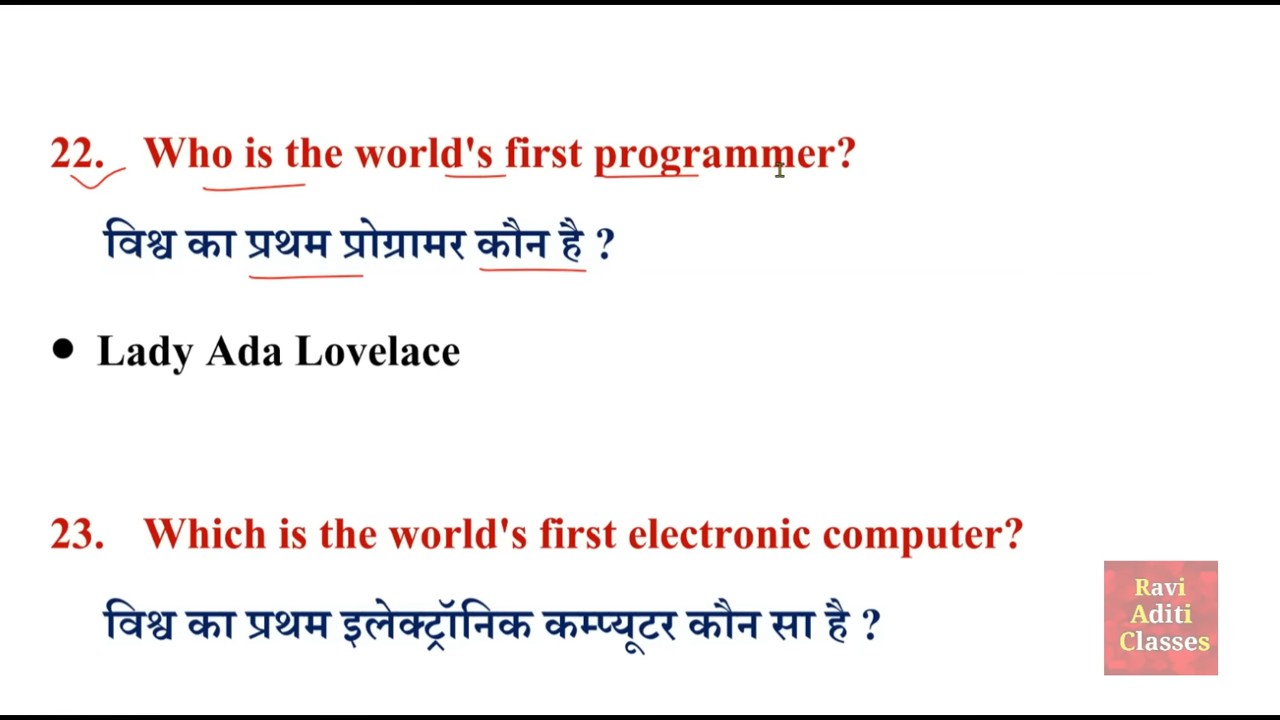 22. Who is the world's first programmer?
विश्व का प्रथम प्रोग्रामर कौन है ?
• Lady Ada Lovelace
23. Which is the world's first electronic computer?
विश्व का प्रथम इलेक्ट्रॉनिक कम्प्यूटर कौन सा है ?
Ravi
Aditi
Classes